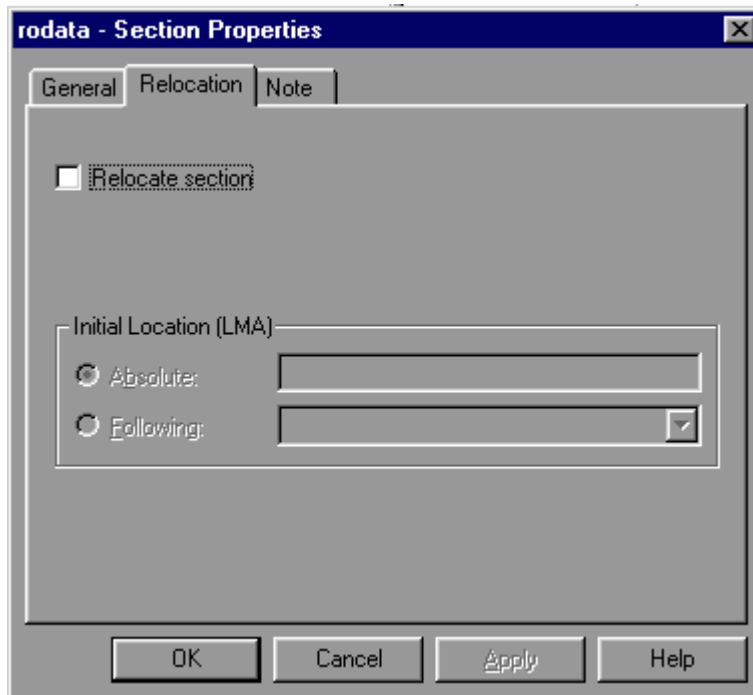 rodata - Section Properties
General Relocation Note
Relocate section
Initial Location (LMA)
Absolute:
Following:
OK Cancel Apply Help